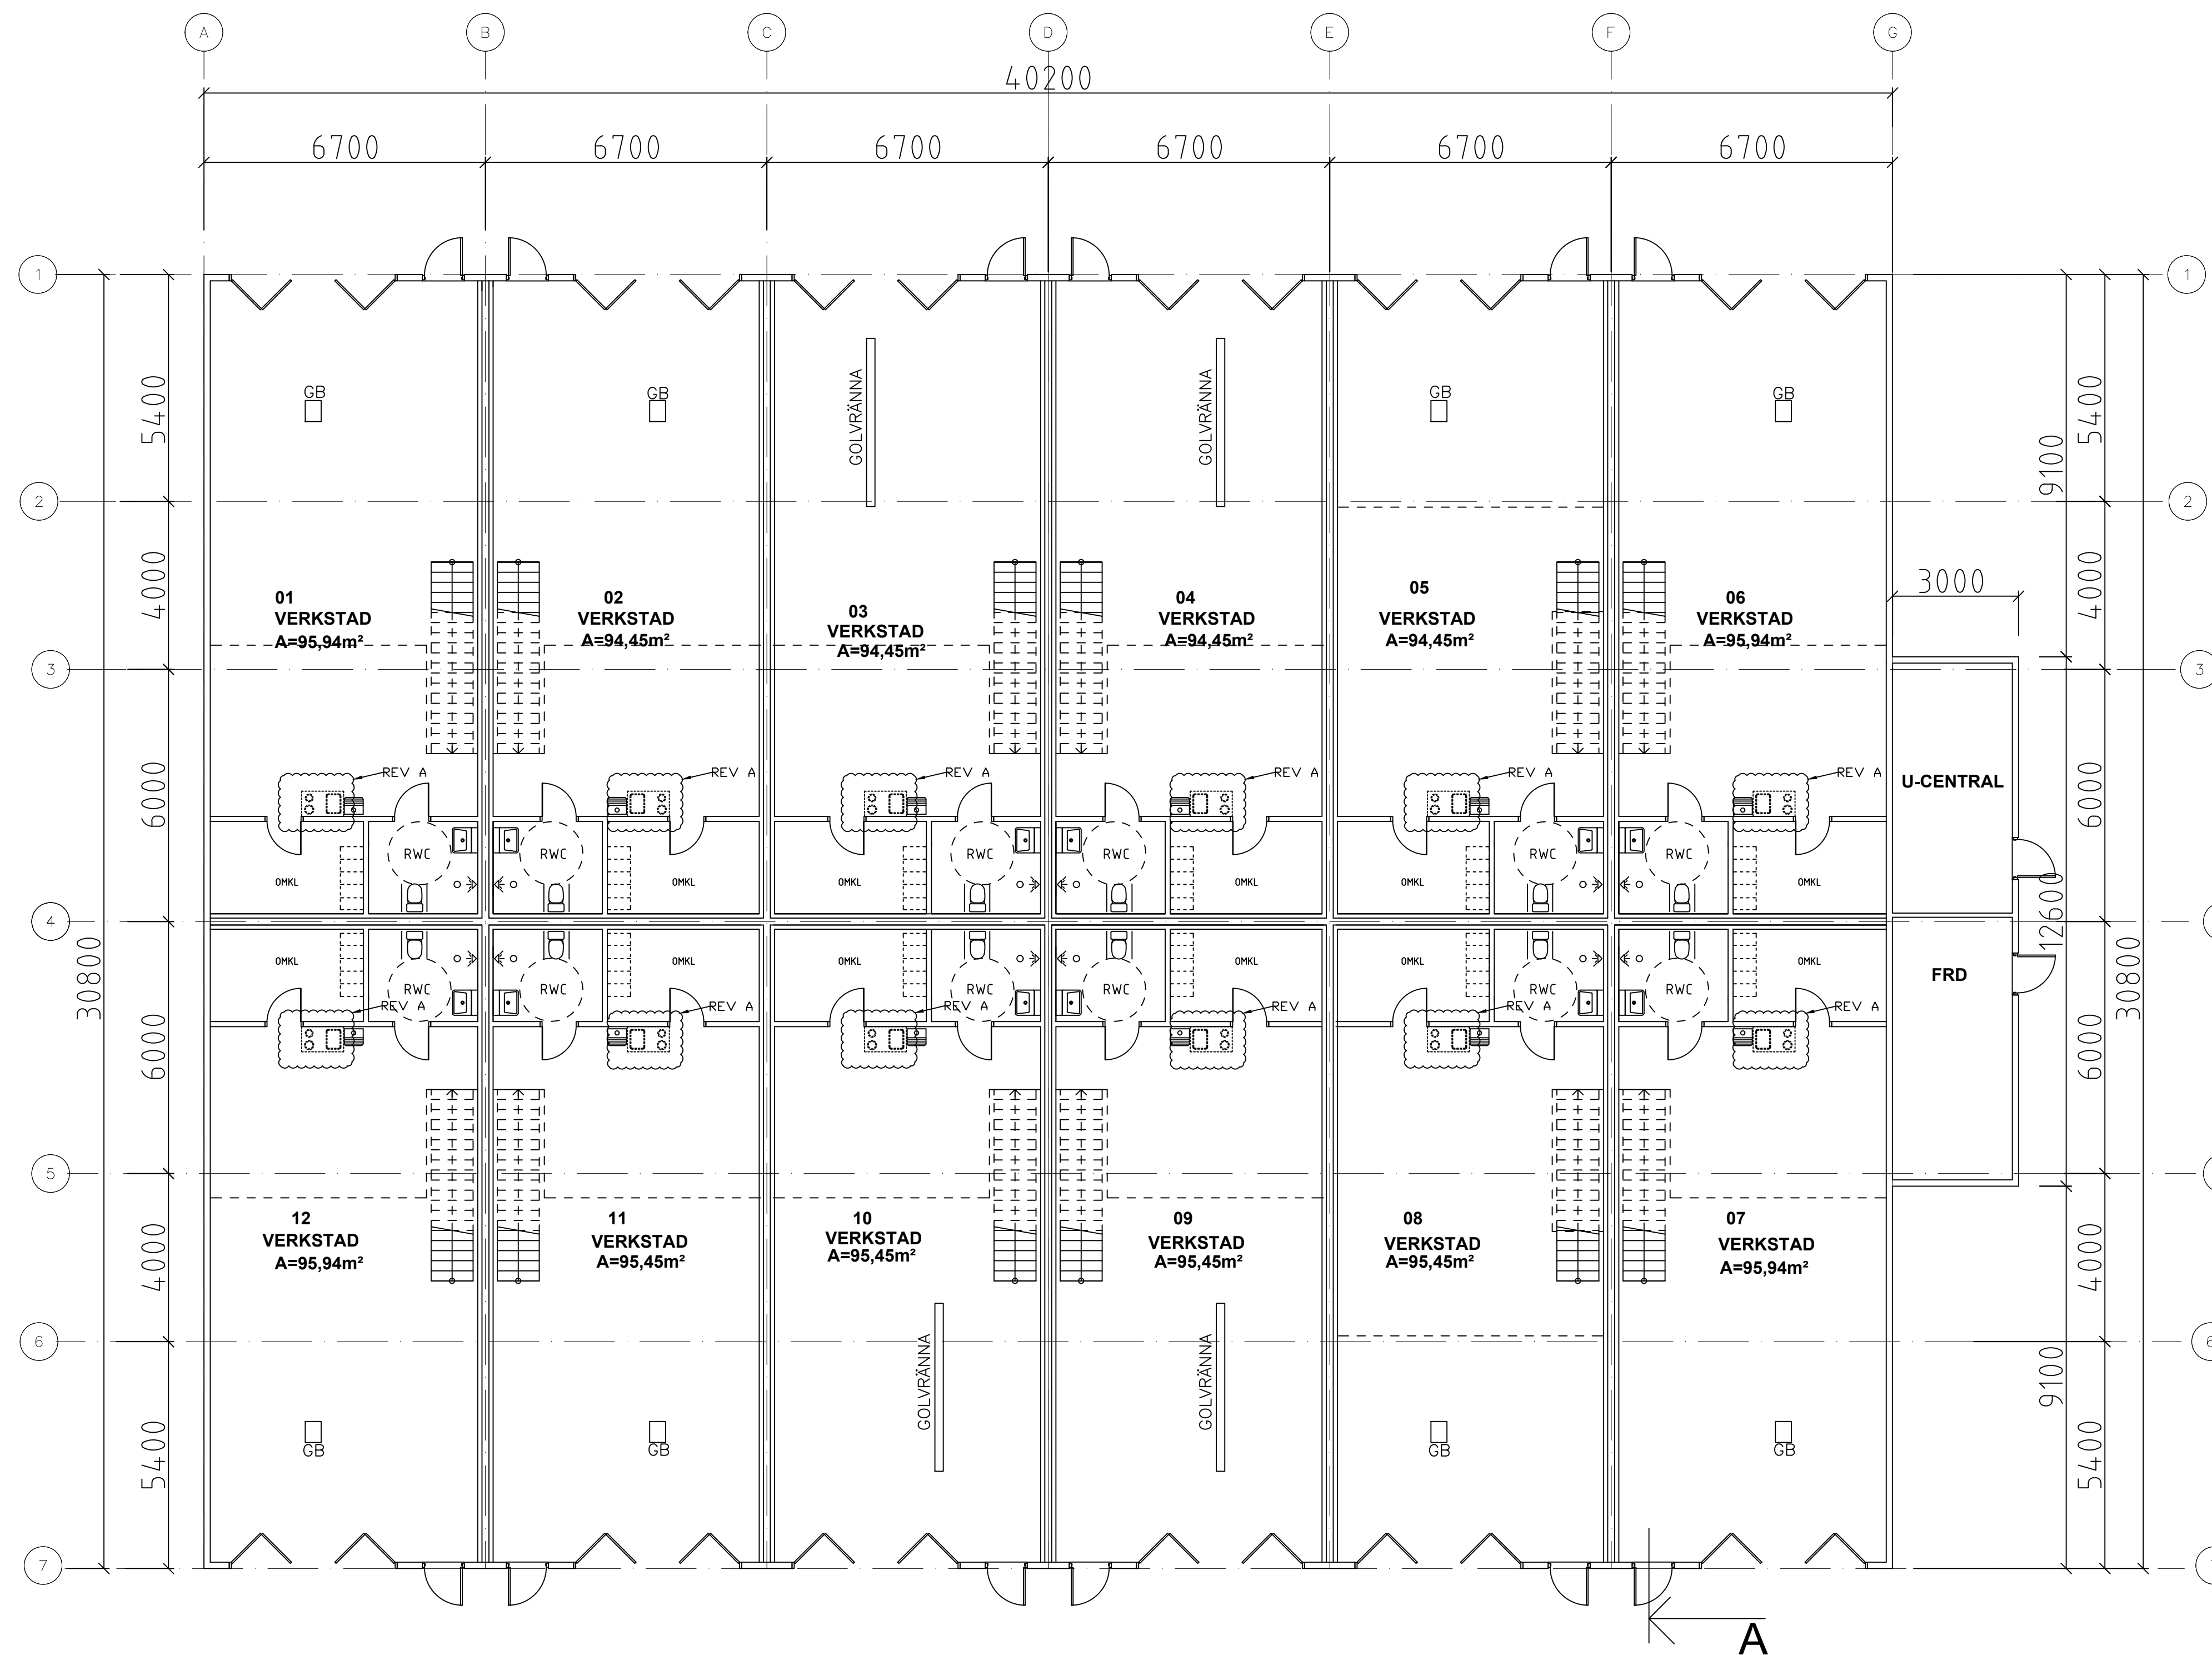 A B C D E F G
40200
6700 6700 6700 6700 6700 6700
1 1
GB GB GOLVRÄNNA GOLVRÄNNA GB GB
5400 5400
9100
2 2
4000 4000
3000
01
VERKSTAD
A=95,94m²
02
VERKSTAD
A=94,45m²
03
VERKSTAD
A=94,45m²
04
VERKSTAD
A=94,45m²
05
VERKSTAD
A=94,45m²
06
VERKSTAD
A=95,94m²
3 3
6000 6000
REV A REV A REV A REV A REV A REV A
U-CENTRAL
RWC RWC RWC RWC RWC RWC
OMKL OMKL OMKL OMKL OMKL OMKL
4
30800 12600 30800
OMKL OMKL OMKL OMKL OMKL OMKL
FRD
RWC RWC RWC RWC RWC RWC
REV A REV A REV A REV A REV A REV A
6000 6000
5
12
VERKSTAD
A=95,94m²
11
VERKSTAD
A=95,45m²
10
VERKSTAD
A=95,45m²
09
VERKSTAD
A=95,45m²
08
VERKSTAD
A=95,45m²
07
VERKSTAD
A=95,94m²
4000 4000
6 6
9100
GOLVRÄNNA GOLVRÄNNA
GB GB GB GB
5400 5400
7
A